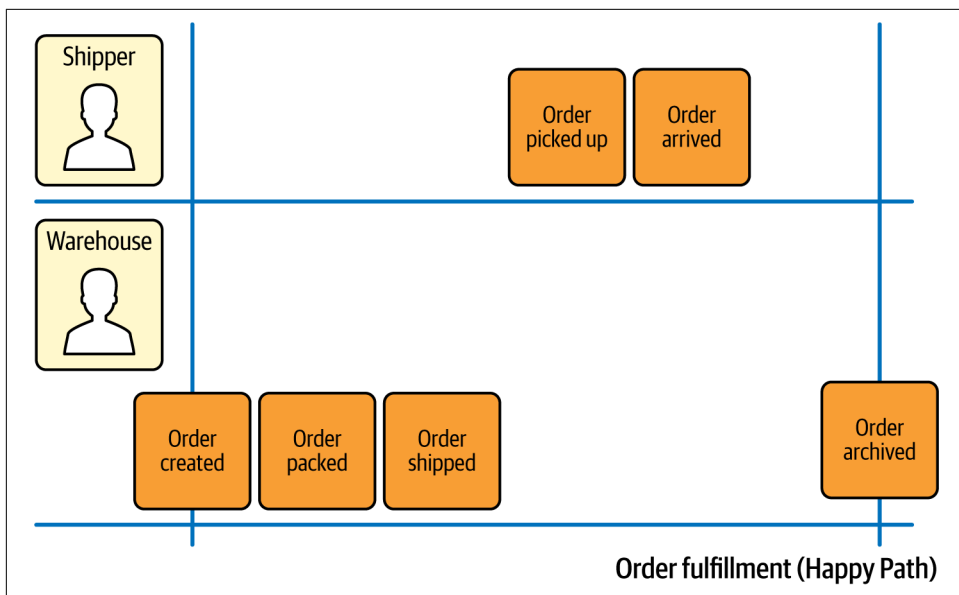 Shipper
Order
picked up
Order
arrived
Warehouse
Order
created
Order
packed
Order
shipped
Order
archived
Order fulfillment (Happy Path)